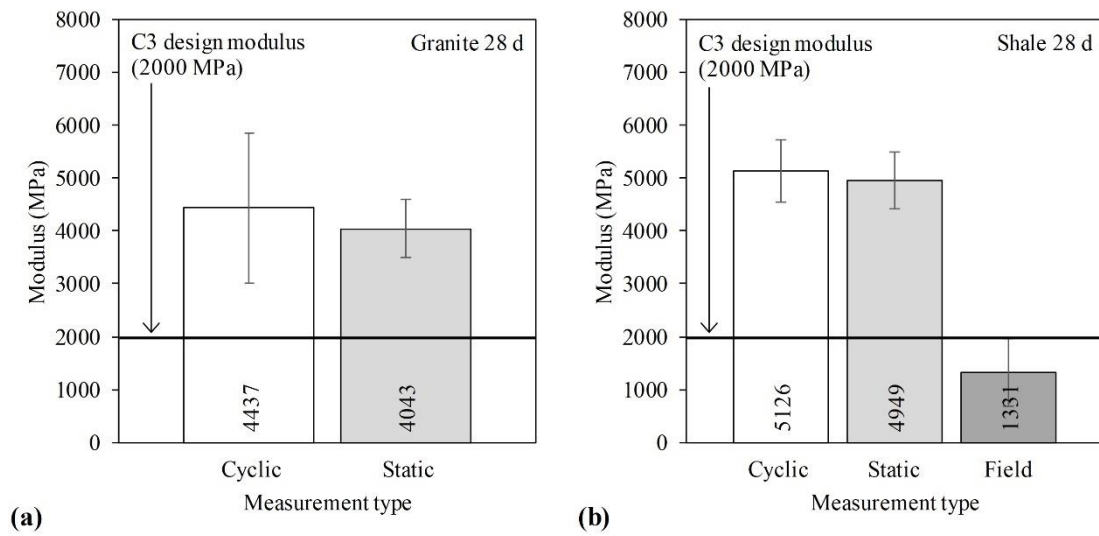 8000
7000
6000
5000
4000
3000
2000
1000
0
Modulus (MPa)
C3 design modulus
(2000 MPa)
Granite 28 d
4437
4043
Cyclic
Static
Measurement type
(a)
8000
7000
6000
5000
4000
3000
2000
1000
0
Modulus (MPa)
C3 design modulus
(2000 MPa)
Shale 28 d
5126
4949
1331
Cyclic
Static
Field
Measurement type
(b)